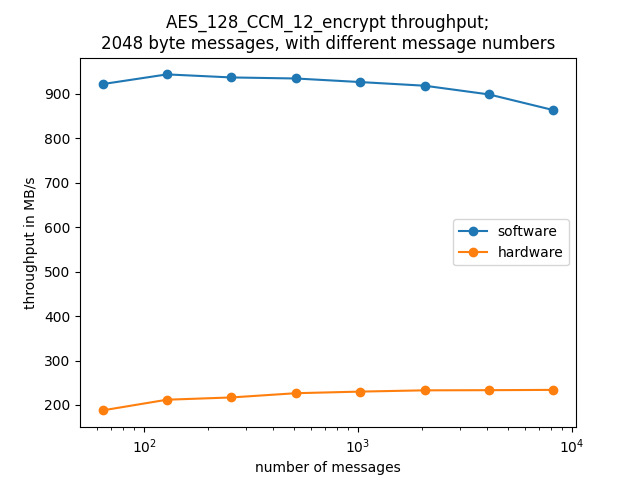 AES_128_CCM_12_encrypt throughput;
2048 byte messages, with different message numbers
throughput in MB/s
900
800
700
600
500
400
300
200
software
hardware
10²
10³
10⁴
number of messages